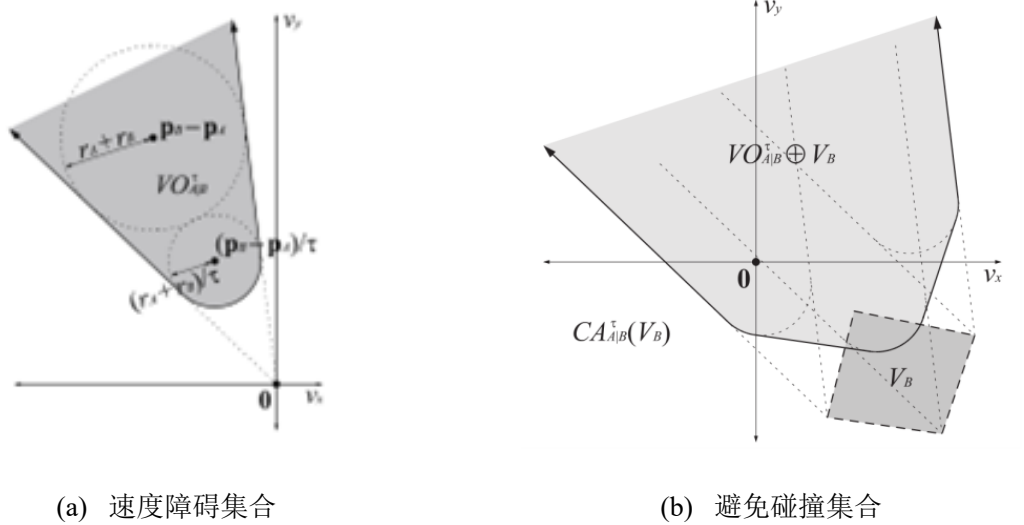 v_y
r_A + r_B
p_B − p_A
VO^τ_{A|B}
(p_B − p_A)/τ
(r_A + r_B)/τ
0
v_x
(a) 速度障碍集合
v_y
VO^τ_{A|B} ⊕ V_B
0
v_x
CA^τ_{A|B}(V_B)
V_B
(b) 避免碰撞集合